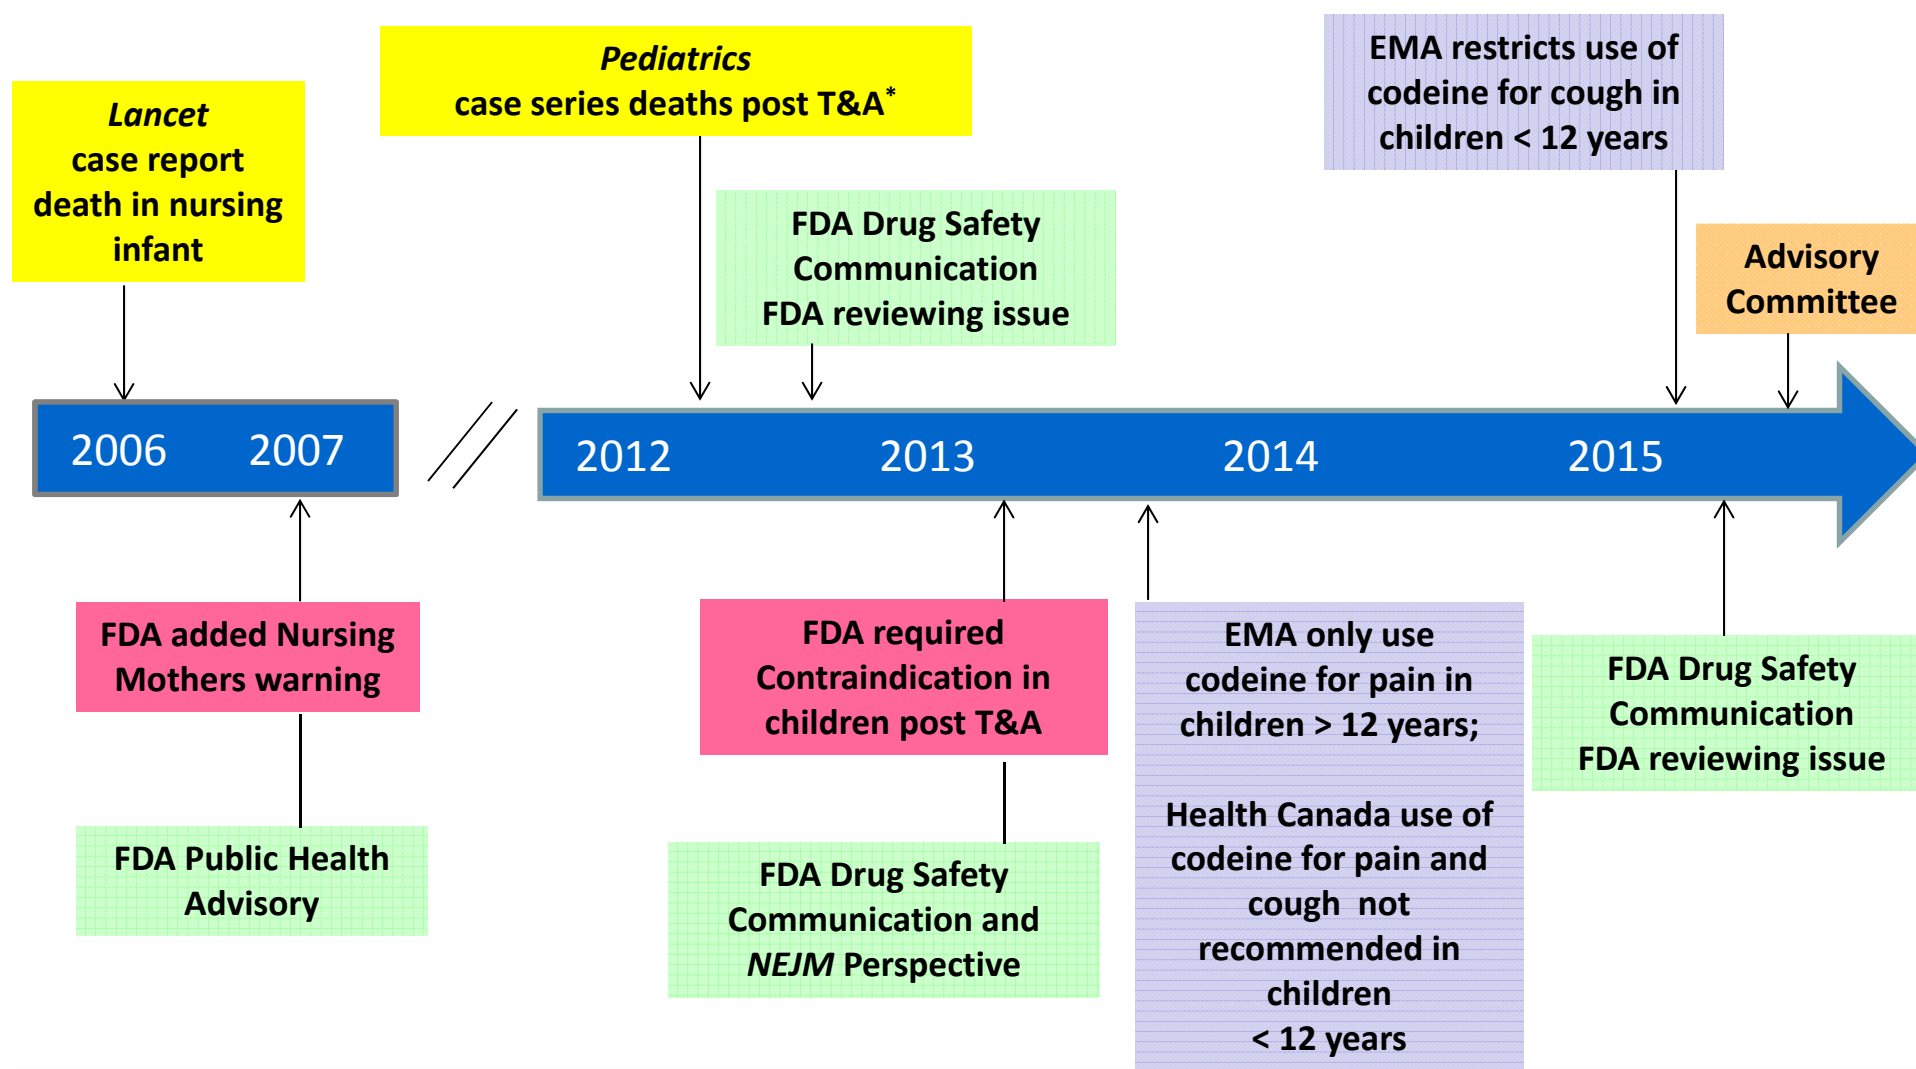 Lancet
case report
death in nursing
infant
Pediatrics
case series deaths post T&A*
FDA Drug Safety
Communication
FDA reviewing issue
EMA restricts use of
codeine for cough in
children < 12 years
Advisory
Committee
2006 2007 2012 2013 2014 2015
FDA added Nursing
Mothers warning
FDA Public Health
Advisory
FDA required
Contraindication in
children post T&A
FDA Drug Safety
Communication and
NEJM Perspective
EMA only use
codeine for pain in
children > 12 years;
Health Canada use of
codeine for pain and
cough not
recommended in
children
< 12 years
FDA Drug Safety
Communication
FDA reviewing issue